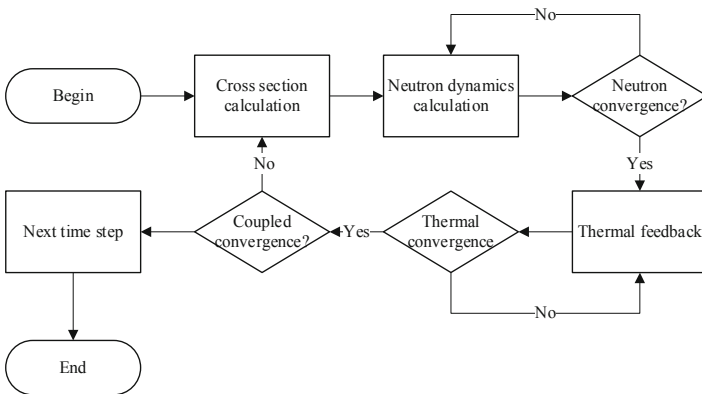 No
Begin
Cross section
calculation
Neutron dynamics
calculation
Neutron
convergence?
No
Yes
Next time step
Coupled
convergence?
Yes
Thermal
convergence
Thermal feedback
No
End